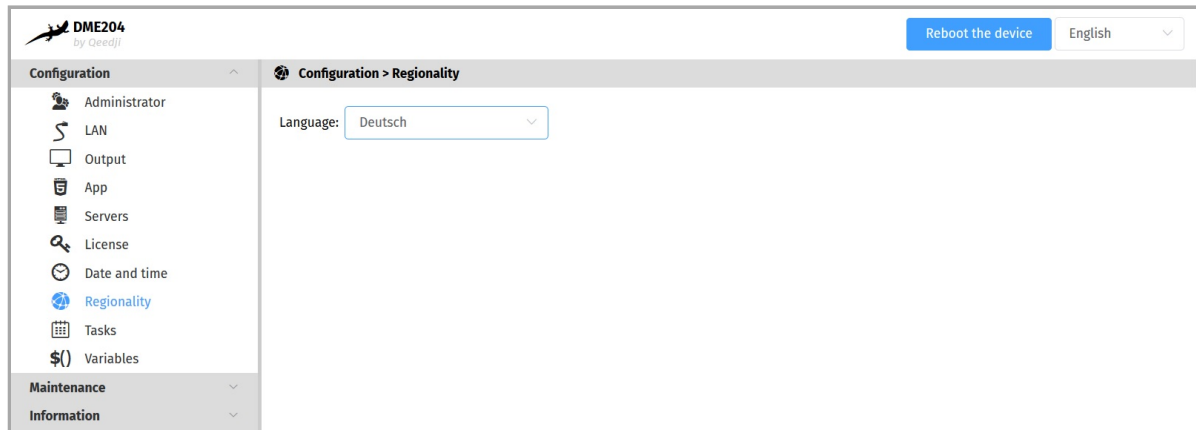 DME204
by Qeedji
Reboot the device
English
Configuration
Configuration > Regionality
Administrator
Language:
Deutsch
LAN
Output
App
Servers
License
Date and time
Regionality
Tasks
$() Variables
Maintenance
Information